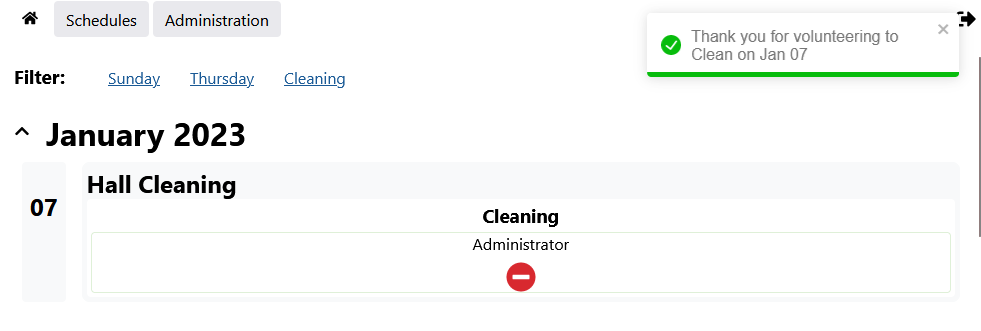 Schedules Administration
Thank you for volunteering to
Clean on Jan 07
Filter: Sunday Thursday Cleaning
January 2023
07
Hall Cleaning
Cleaning
Administrator